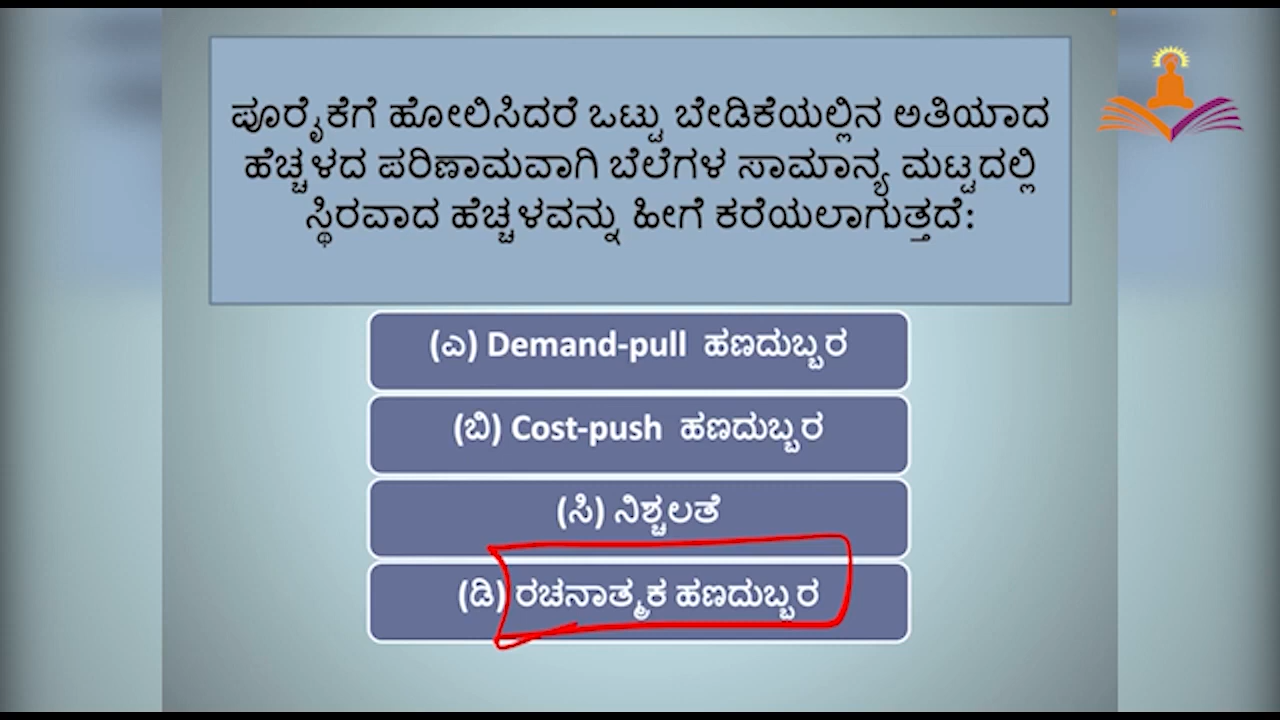 ಪೂರೈಕೆಗೆ ಹೋಲಿಸಿದರೆ ಒಟ್ಟು ಬೇಡಿಕೆಯಲ್ಲಿನ ಅತಿಯಾದ
ಹೆಚ್ಚಳದ ಪರಿಣಾಮವಾಗಿ ಬೆಲೆಗಳ ಸಾಮಾನ್ಯ ಮಟ್ಟದಲ್ಲಿ
ಸ್ಥಿರವಾದ ಹೆಚ್ಚಳವನ್ನು ಹೀಗೆ ಕರೆಯಲಾಗುತ್ತದೆ:
(ಎ) Demand-pull ಹಣದುಬ್ಬರ
(ಬಿ) Cost-push ಹಣದುಬ್ಬರ
(ಸಿ) ನಿಶ್ಚಲತೆ
(ಡಿ) ರಚನಾತ್ಮಕ ಹಣದುಬ್ಬರ